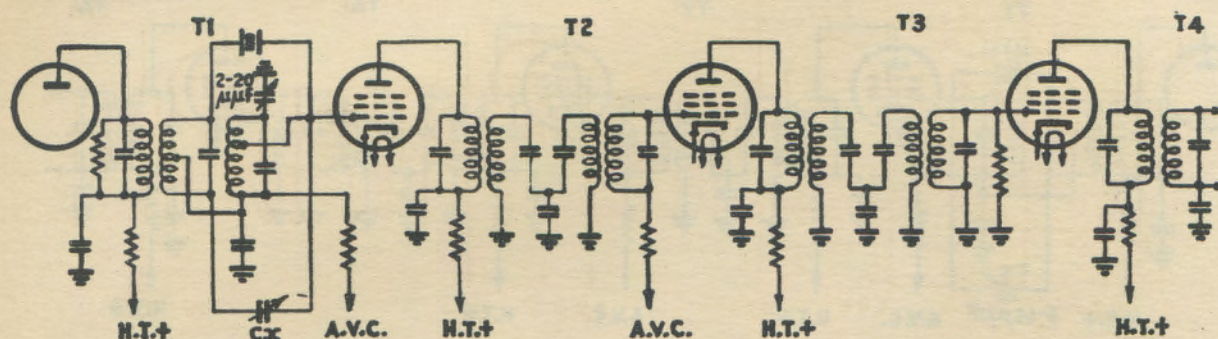 T1
T2
T3
T4
2-20
μμF
H.T.+
CX
A.V.C.
H.T.+
A.V.C.
H.T.+
H.T.+